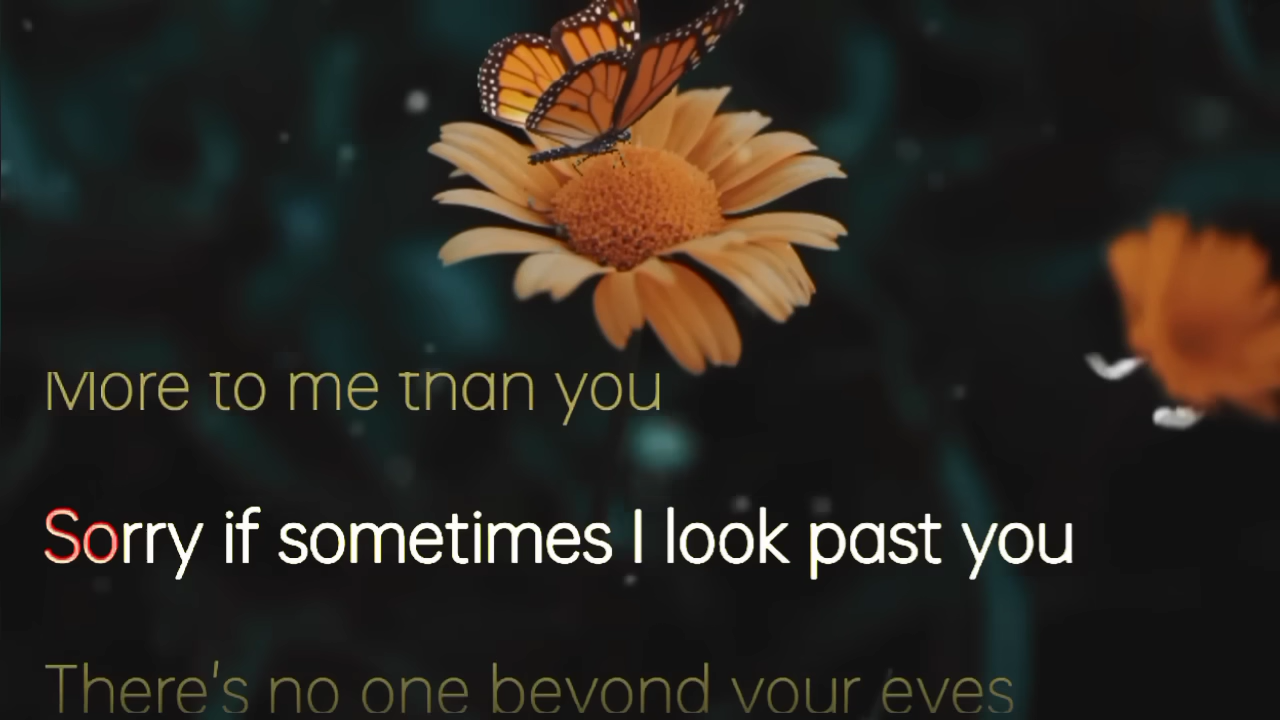 More to me than you
Sorry if sometimes I look past you
There's no one beyond your eyes